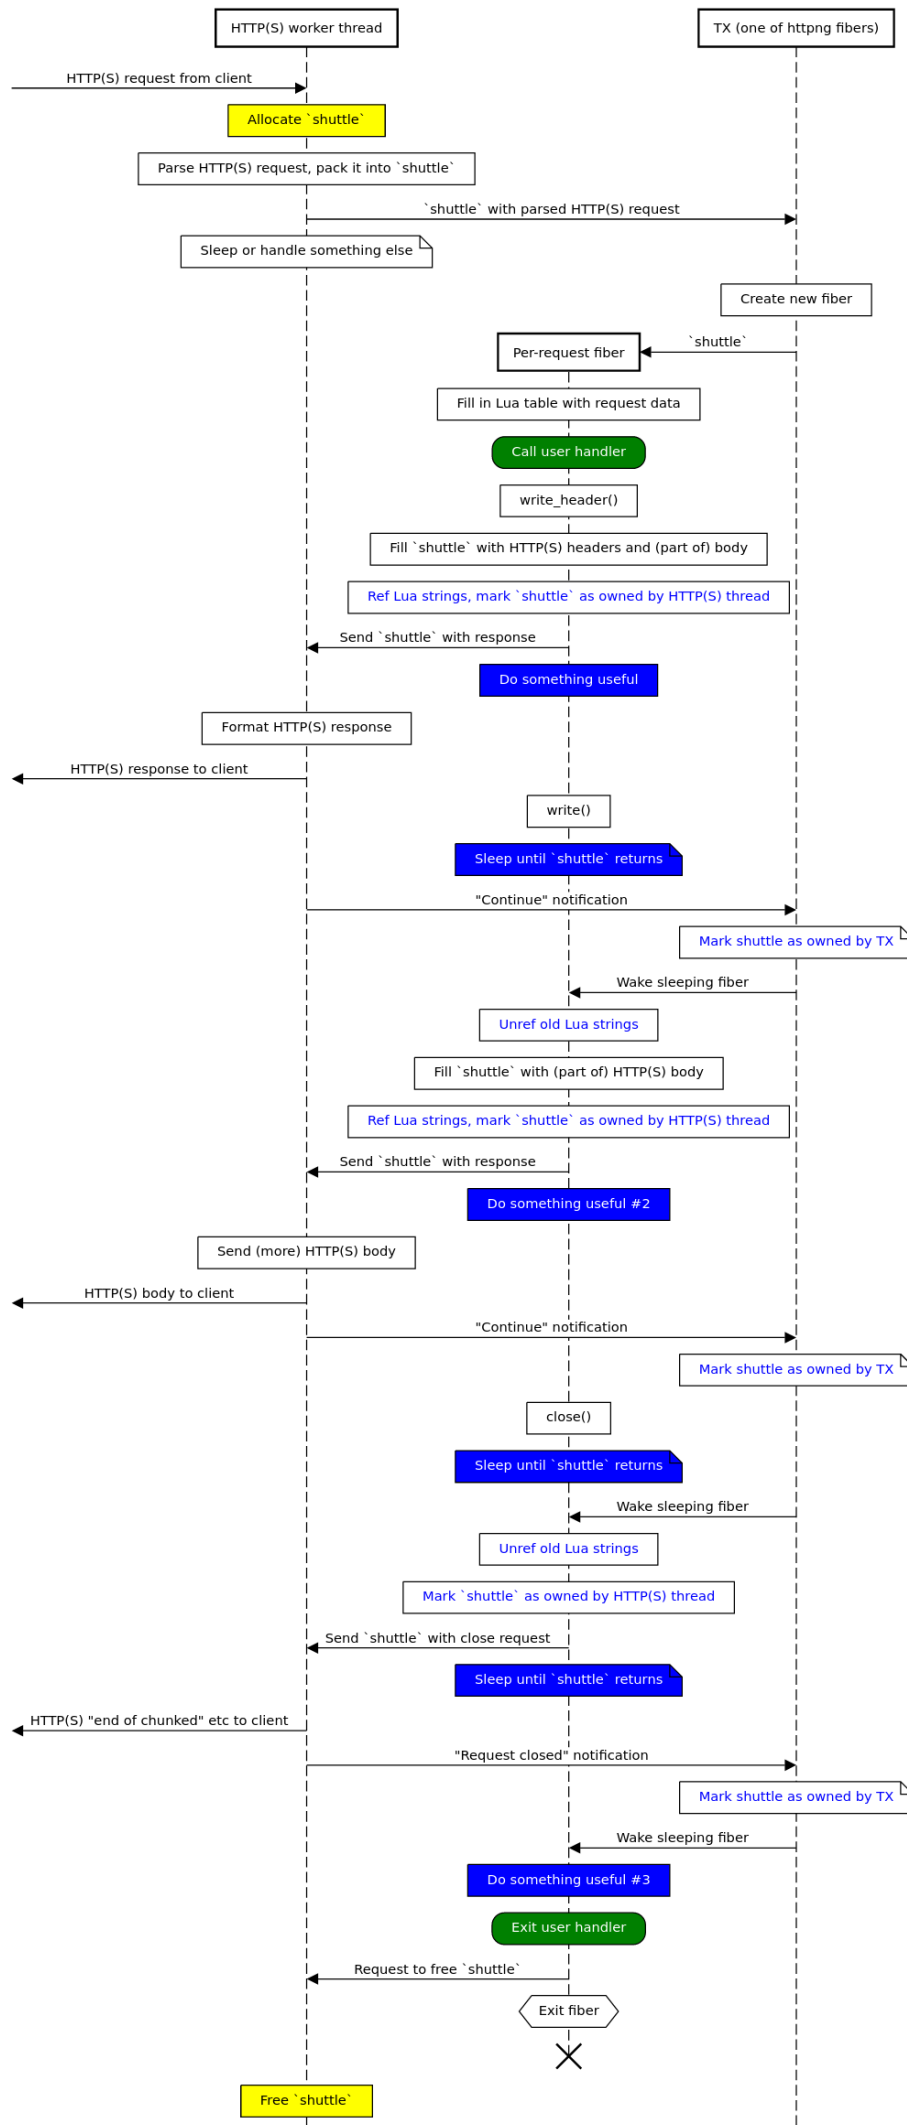 HTTP(S) worker thread
TX (one of httpng fibers)
HTTP(S) request from client
Allocate `shuttle`
Parse HTTP(S) request, pack it into `shuttle`
`shuttle` with parsed HTTP(S) request
Sleep or handle something else
Create new fiber
`shuttle`
Per-request fiber
Fill in Lua table with request data
Call user handler
write_header()
Fill `shuttle` with HTTP(S) headers and (part of) body
Ref Lua strings, mark `shuttle` as owned by HTTP(S) thread
Send `shuttle` with response
Do something useful
Format HTTP(S) response
HTTP(S) response to client
write()
Sleep until `shuttle` returns
"Continue" notification
Mark shuttle as owned by TX
Wake sleeping fiber
Unref old Lua strings
Fill `shuttle` with (part of) HTTP(S) body
Ref Lua strings, mark `shuttle` as owned by HTTP(S) thread
Send `shuttle` with response
Do something useful #2
Send (more) HTTP(S) body
HTTP(S) body to client
"Continue" notification
Mark shuttle as owned by TX
close()
Sleep until `shuttle` returns
Wake sleeping fiber
Unref old Lua strings
Mark `shuttle` as owned by HTTP(S) thread
Send `shuttle` with close request
Sleep until `shuttle` returns
HTTP(S) "end of chunked" etc to client
"Request closed" notification
Mark shuttle as owned by TX
Wake sleeping fiber
Do something useful #3
Exit user handler
Request to free `shuttle`
Exit fiber
Free `shuttle`